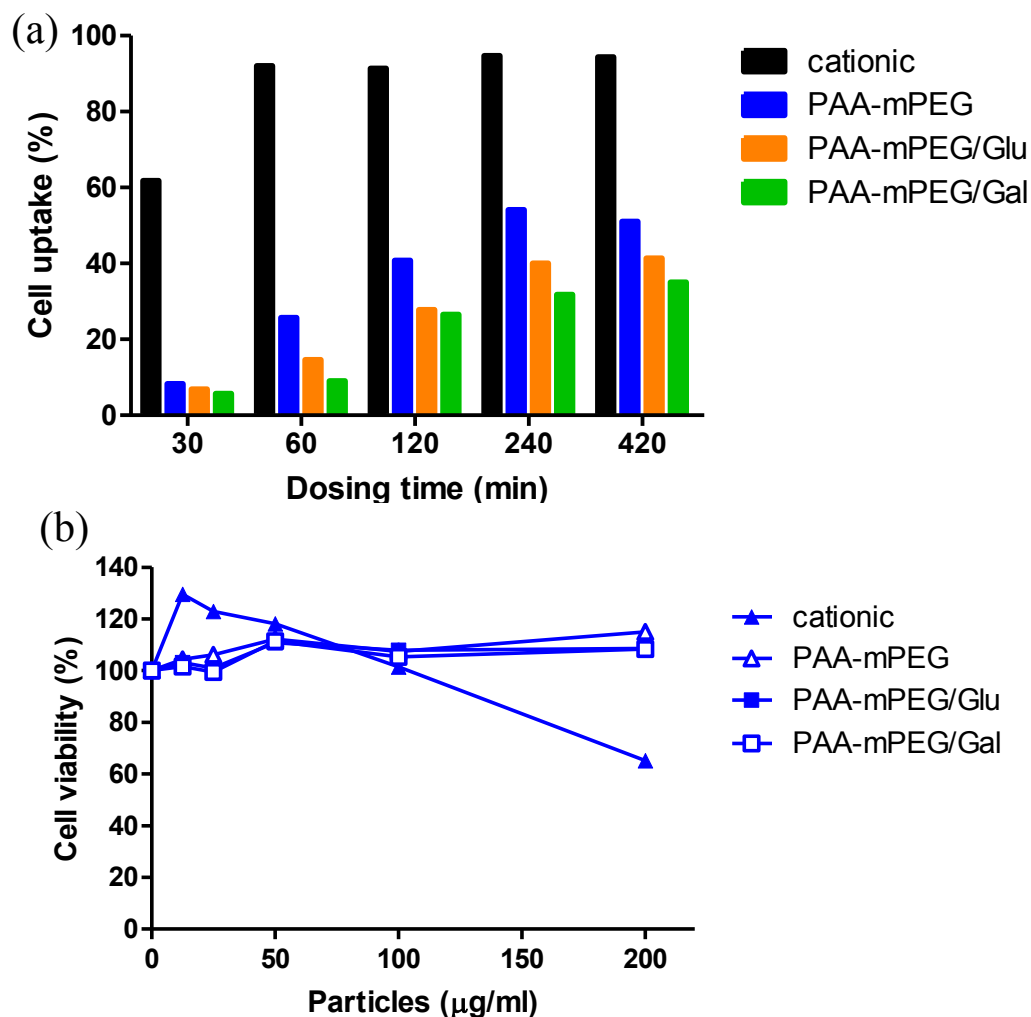 (a)
100
80
60
40
20
0
Cell uptake (%)
30 60 120 240 420
Dosing time (min)
cationic
PAA-mPEG
PAA-mPEG/Glu
PAA-mPEG/Gal
(b)
140
120
100
80
60
40
20
0
Cell viability (%)
0 50 100 150 200
Particles (μg/ml)
cationic
PAA-mPEG
PAA-mPEG/Glu
PAA-mPEG/Gal